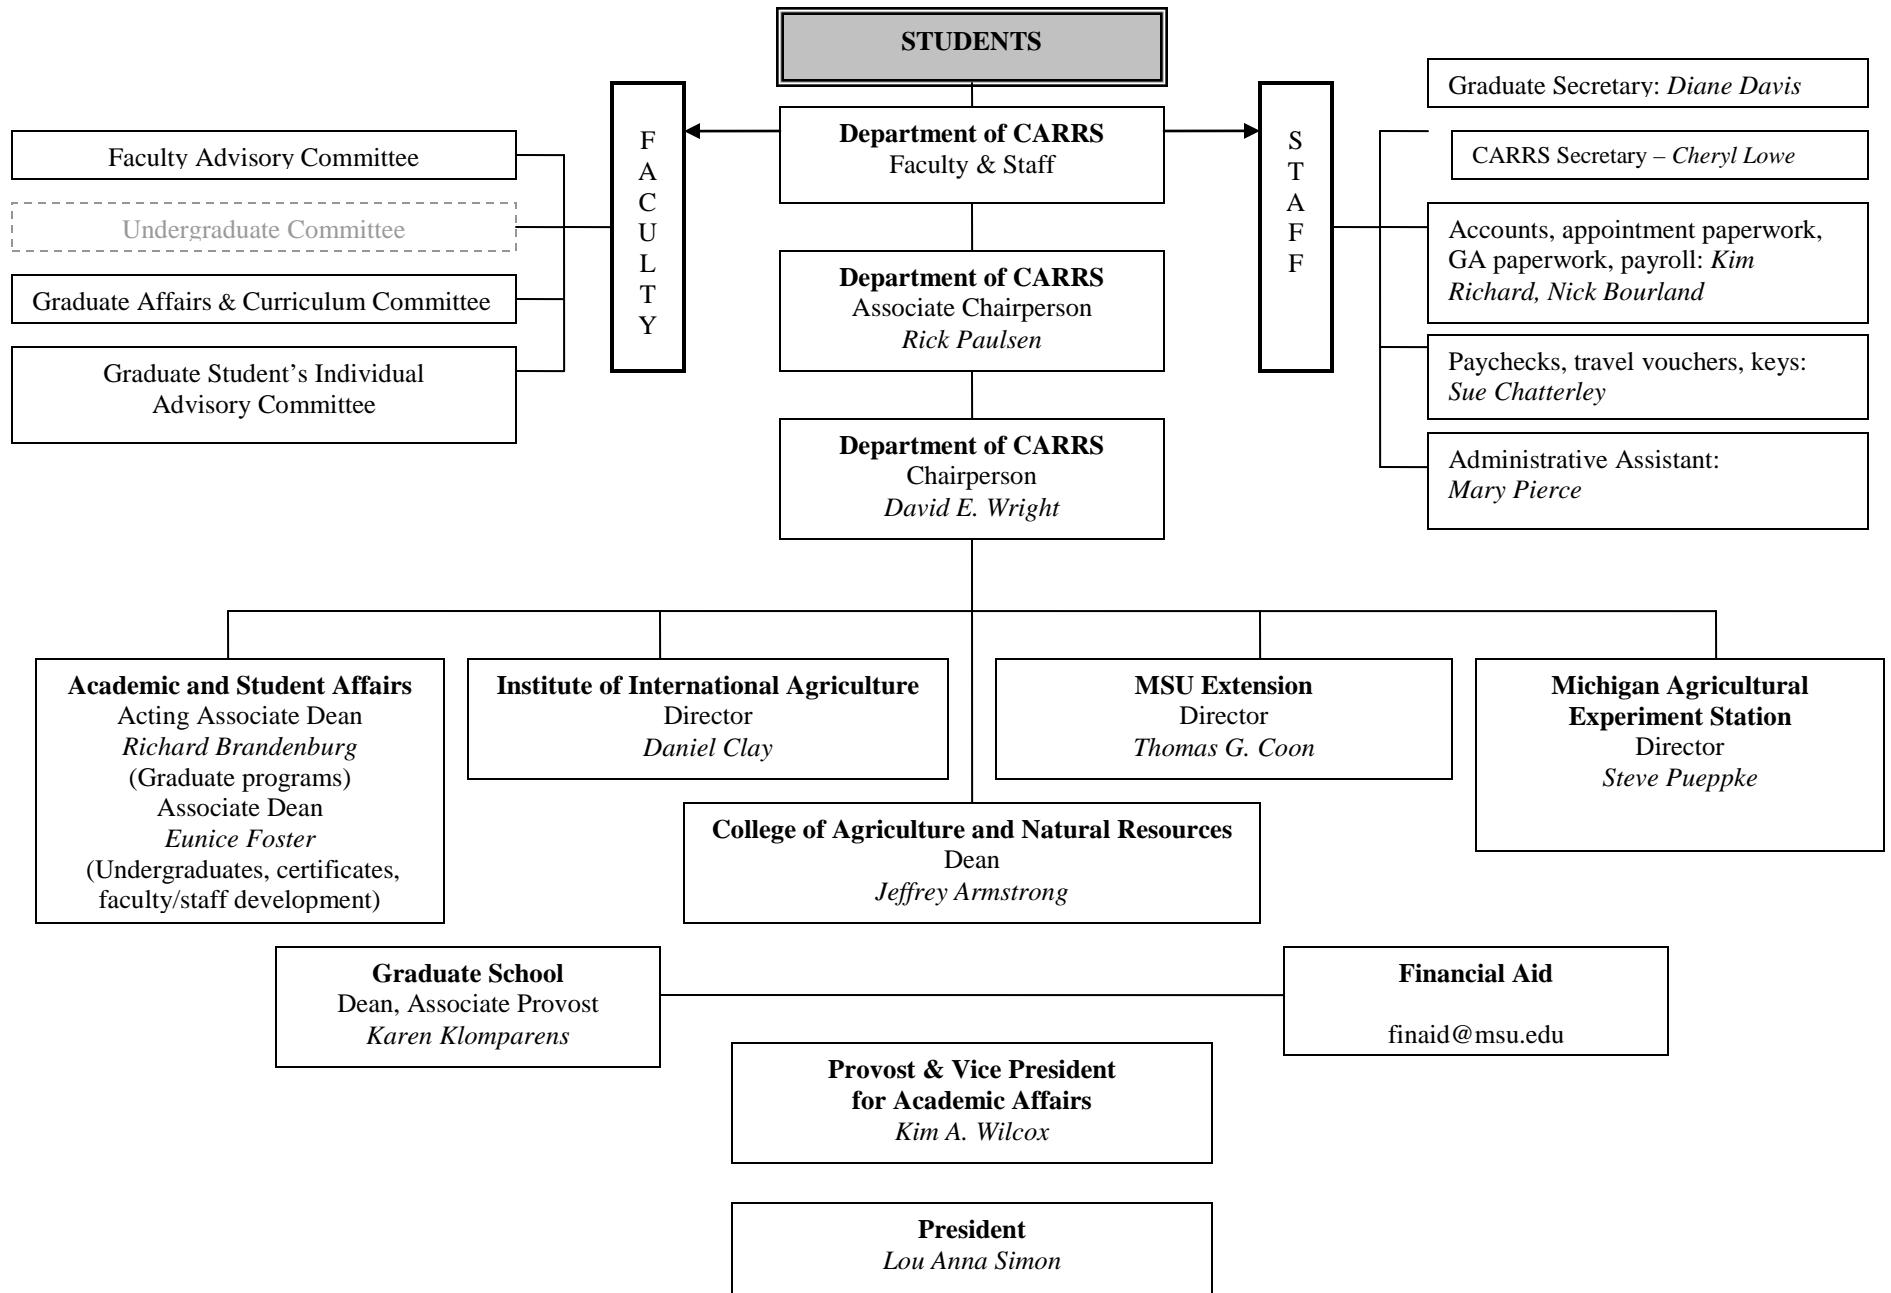 STUDENTS
F
A
C
U
L
T
Y
Faculty Advisory Committee
Undergraduate Committee
Graduate Affairs & Curriculum Committee
Graduate Student’s Individual
Advisory Committee
Department of CARRS
Faculty & Staff
Department of CARRS
Associate Chairperson
Rick Paulsen
Department of CARRS
Chairperson
David E. Wright
S
T
A
F
F
Graduate Secretary: Diane Davis
CARRS Secretary – Cheryl Lowe
Accounts, appointment paperwork,
GA paperwork, payroll: Kim
Richard, Nick Bourland
Paychecks, travel vouchers, keys:
Sue Chatterley
Administrative Assistant:
Mary Pierce
Academic and Student Affairs
Acting Associate Dean
Richard Brandenburg
(Graduate programs)
Associate Dean
Eunice Foster
(Undergraduates, certificates,
faculty/staff development)
Institute of International Agriculture
Director
Daniel Clay
MSU Extension
Director
Thomas G. Coon
Michigan Agricultural
Experiment Station
Director
Steve Pueppke
College of Agriculture and Natural Resources
Dean
Jeffrey Armstrong
Graduate School
Dean, Associate Provost
Karen Klomparens
Financial Aid
finaid@msu.edu
Provost & Vice President
for Academic Affairs
Kim A. Wilcox
President
Lou Anna Simon